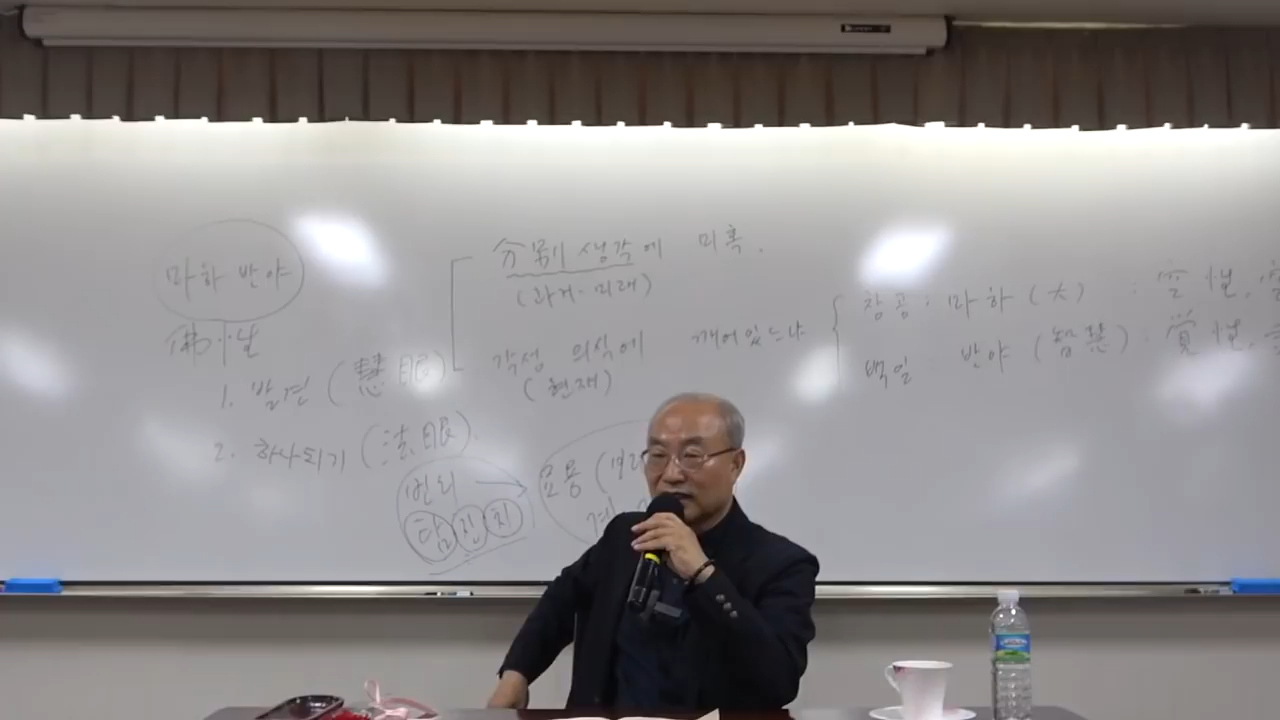 마하 반야
佛性
1. 발견 (慧眼)
2. 하나되기 (法眼).
分別 생각에 미혹.
(과거·미래)
각성 의식에 깨어있느냐
(현재)
번뇌
탐 진 치
묘용
창공 : 마하 (大) : 空性,
백일 반야 (智慧) : 覺性,